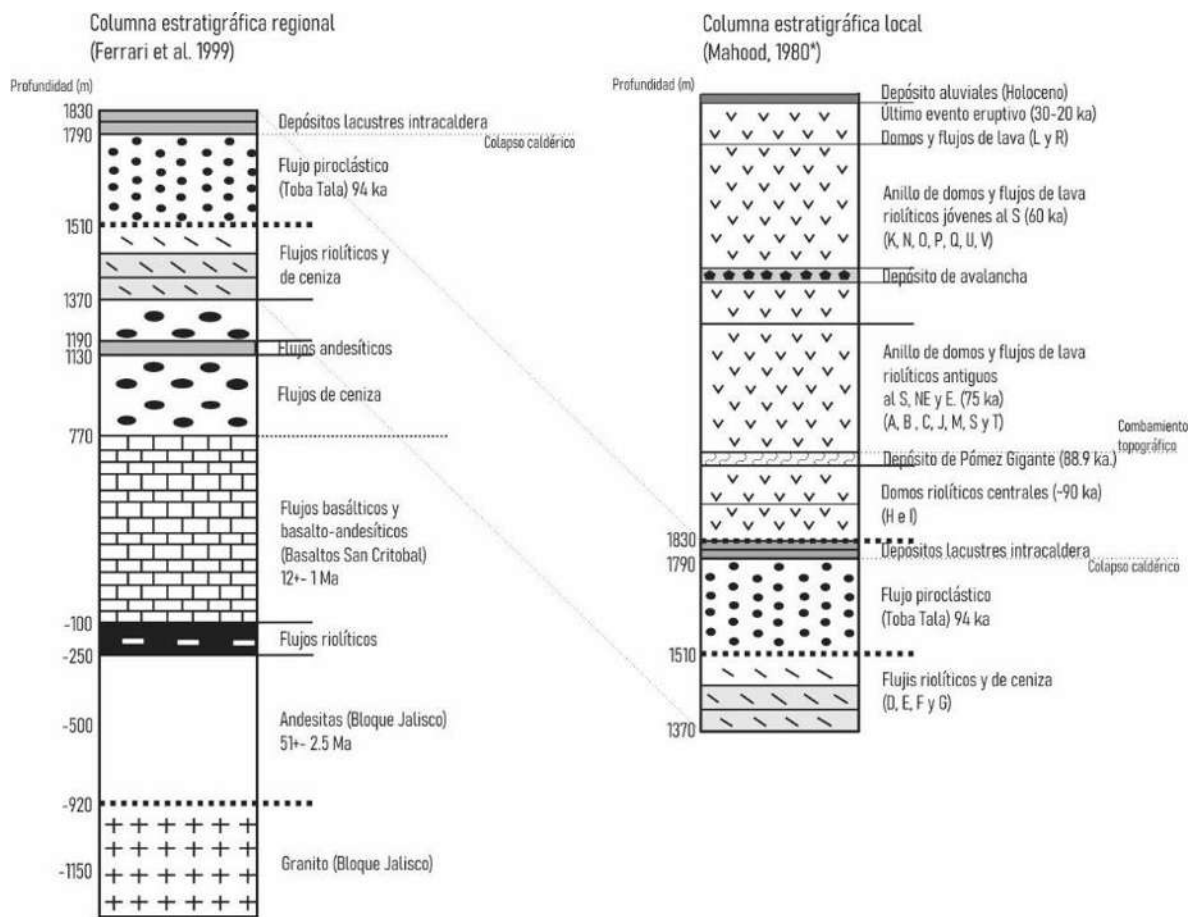 Columna estratigráfica regional
(Ferrari et al. 1999)
Profundidad (m)
1830
Depósitos lacustres intracaldera
1790
Colapso caldérico
Flujo piroclástico
(Toba Tala) 94 ka
1510
Flujos riolíticos y
de ceniza
1370
1190
Flujos andesíticos
1130
Flujos de ceniza
770
Flujos basálticos y
basalto-andesíticos
(Basaltos San Critobal)
12+- 1 Ma
-100
Flujos riolíticos
-250
-500
Andesitas (Bloque Jalisco)
51+- 2.5 Ma
-920
Granito (Bloque Jalisco)
-1150
Columna estratigráfica local
(Mahood, 1980*)
Profundidad (m)
Depósito aluviales (Holoceno)
Último evento eruptivo (30-20 ka)
Domos y flujos de lava (L y R)
Anillo de domos y flujos de lava
riolíticos jóvenes al S (60 ka)
(K, N, O, P, Q, U, V)
Depósito de avalancha
Anillo de domos y flujos de lava
riolíticos antiguos
al S, NE y E. (75 ka)
(A, B , C, J, M, S y T)
Combamiento
topográfico
Depósito de Pómez Gigante (88.9 ka.)
Domos riolíticos centrales (~90 ka)
(H e I)
1830
Depósitos lacustres intracaldera
1790
Colapso caldérico
Flujo piroclástico
(Toba Tala) 94 ka
1510
Flujis riolíticos y de ceniza
(D, E, F y G)
1370